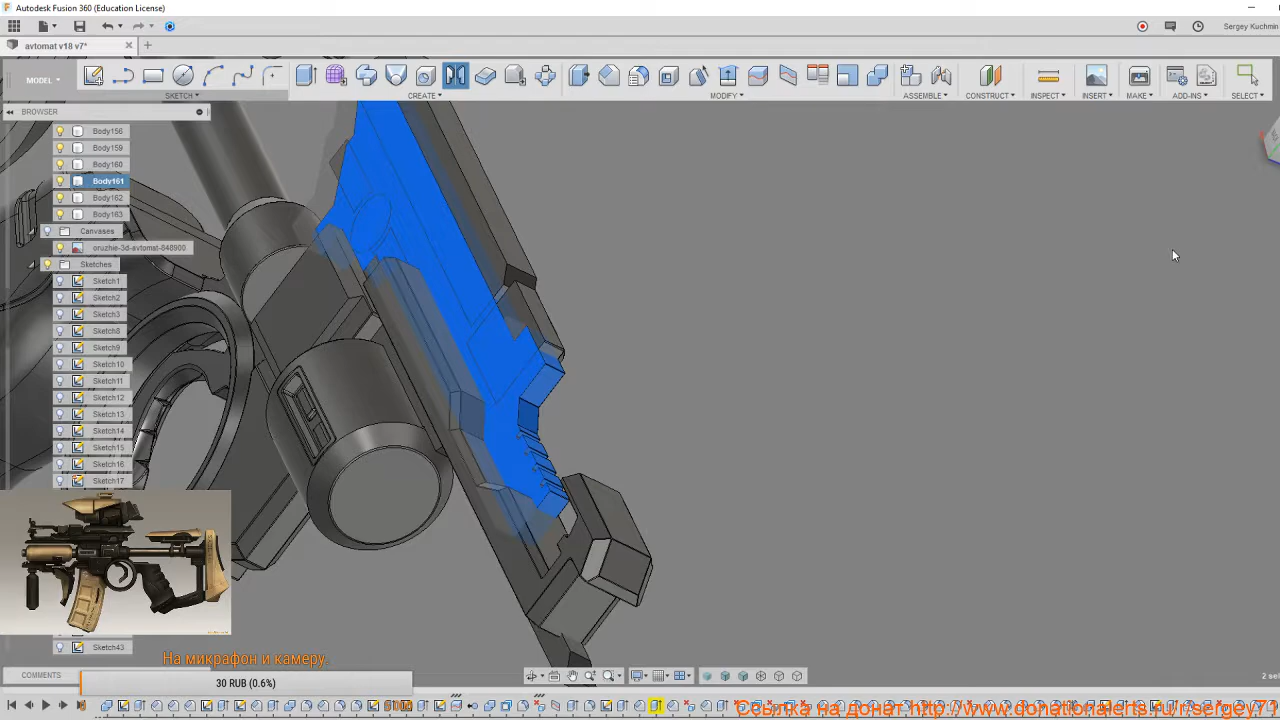 Autodesk Fusion 360 (Education License)
Sergey Kuchmin
avtomat v18 v7*
MODEL
SKETCH
CREATE
MODIFY
ASSEMBLE
CONSTRUCT
INSPECT
INSERT
MAKE
ADD-INS
SELECT
BROWSER
Body156
Body159
Body160
Body161
Body162
Body163
Canvases
oruzhie-3d-avtomat-548900
Sketches
Sketch1
Sketch2
Sketch3
Sketch8
Sketch9
Sketch10
Sketch11
Sketch12
Sketch13
Sketch14
Sketch15
Sketch16
Sketch17
Sketch43
На микрофон и камеру.
COMMENTS
30 RUB (0.6%)
2 sel
Ссылка на донат http://www.donationalerts.ru/r/sergey71